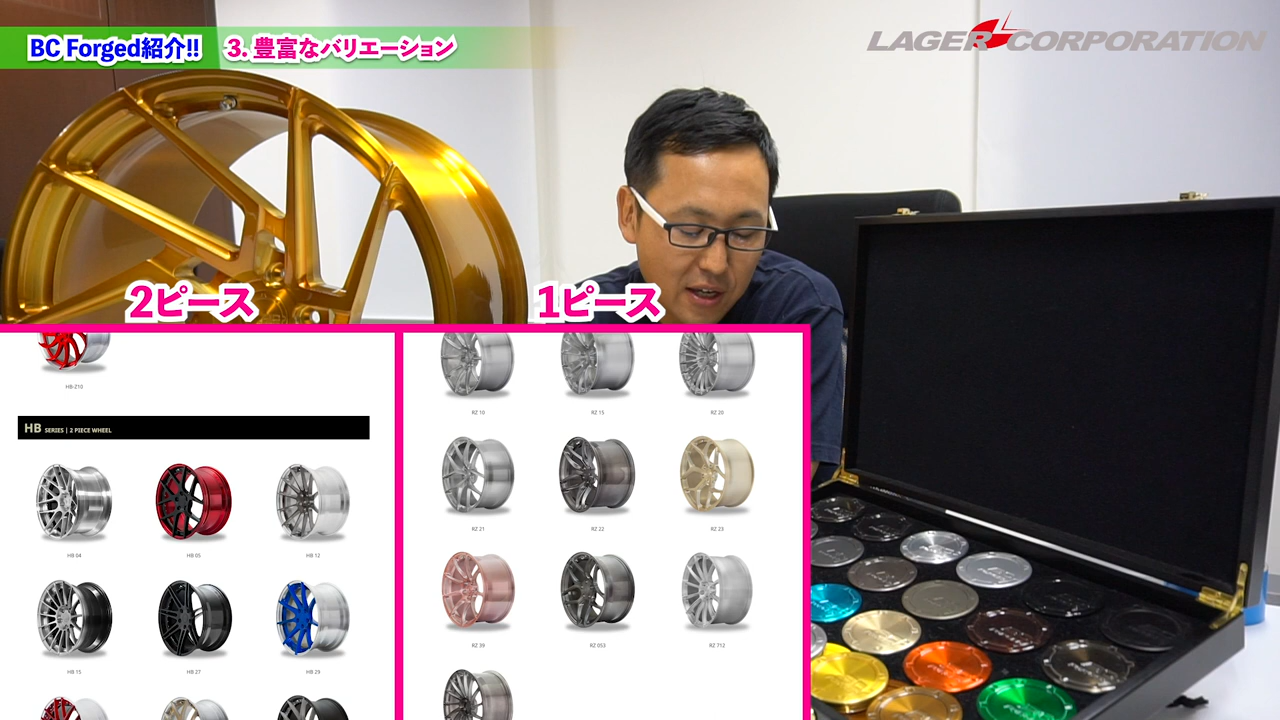 BC Forged紹介!!
3. 豊富なバリエーション
LAGER CORPORATION
2ピース
1ピース
HB-Z10
HB SERIES | 2 PIECE WHEEL
HB 04
HB 05
HB 12
HB 15
HB 27
HB 29
RZ 10
RZ 15
RZ 20
RZ 21
RZ 22
RZ 23
RZ 39
RZ 053
RZ 712